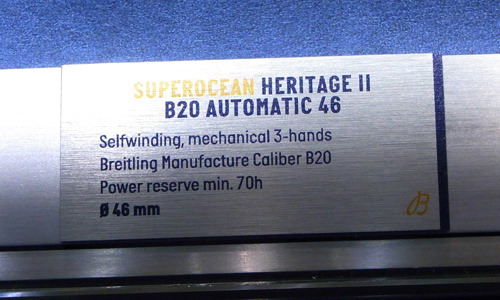 SUPEROCEAN HERITAGE II
B20 AUTOMATIC 46
Selfwinding, mechanical 3-hands
Breitling Manufacture Caliber B20
Power reserve min. 70h
Ø 46 mm
B